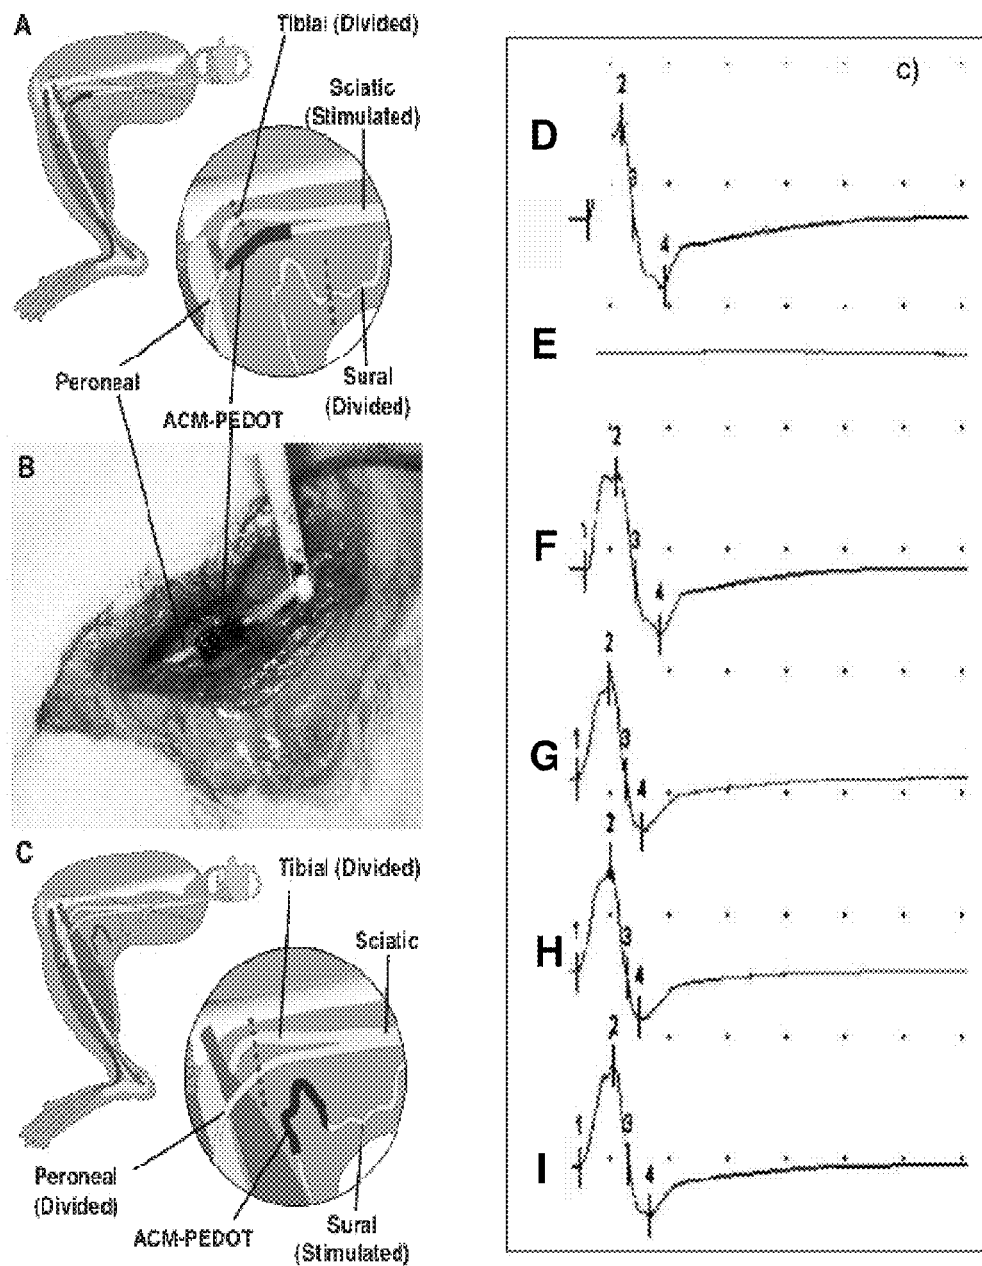 A
Tibial (Divided)
Sciatic
(Stimulated)
Peroneal
Sural
(Divided)
ACM-PEDOT
B
C
Tibial (Divided)
Sciatic
Peroneal
(Divided)
ACM-PEDOT
Sural
(Stimulated)
c)
D
2
3
4
E
F
1
2
3
4
G
1
2
3
4
H
1
2
3
4
I
1
2
3
4